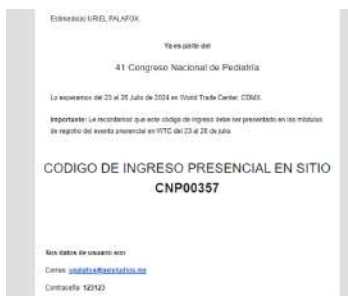 Estimado(a) URIEL PALAFOX
Ya es parte del
41 Congreso Nacional de Pediatría
Lo esperamos del 23 al 26 Julio de 2024 en World Trade Center, CDMX.
Importante: Le recordamos que este código de ingreso debe ser presentado en los módulos
de registro del evento presencial en WTC del 23 al 26 de julio
CODIGO DE INGRESO PRESENCIAL EN SITIO
CNP00357
Sus datos de usuario son
Correo:
Contraseña: 123123